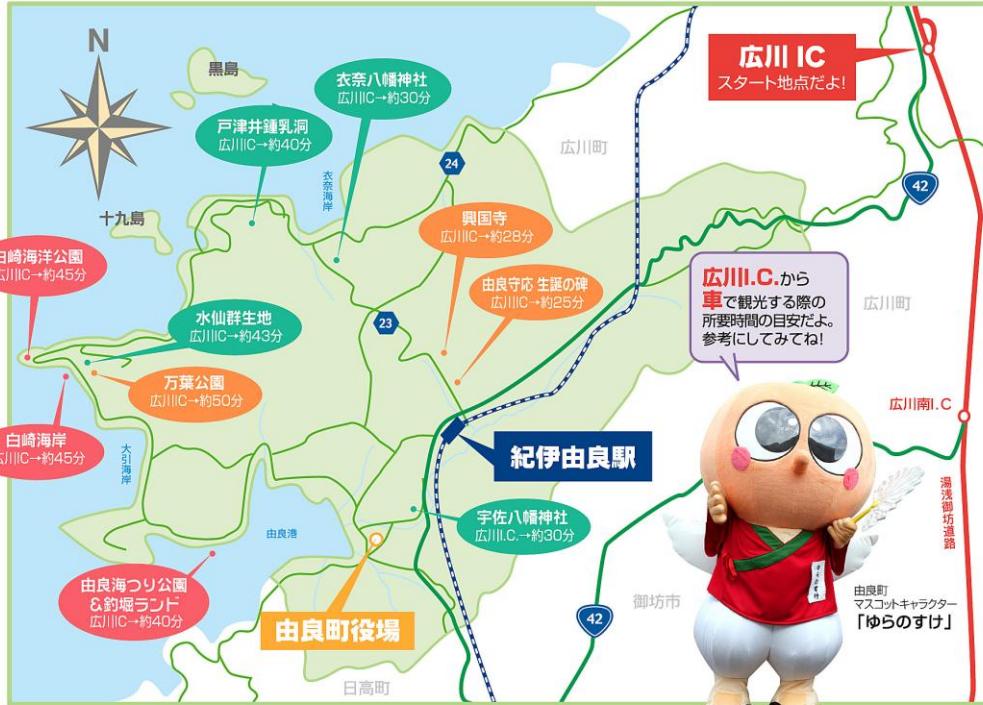 N
黒島
衣奈八幡神社
広川IC→約30分
広川 IC
スタート地点だよ!
戸津井鍾乳洞
広川IC→約40分
衣奈海岸
24
広川町
42
十九島
興国寺
広川IC→約28分
白崎海洋公園
広川IC→約45分
由良守応 生誕の碑
広川IC→約25分
広川I.C.から
車で観光する際の
所要時間の目安だよ。
参考にしてみてね!
広川町
水仙群生地
広川IC→約43分
23
万葉公園
広川IC→約50分
広川南I.C
白崎海岸
広川IC→約45分
大引海岸
紀伊由良駅
湯浅御坊道路
宇佐八幡神社
広川I.C.→約30分
由良港
由良海つり公園
&釣堀ランド
広川IC→約40分
由良町役場
御坊市
42
由良町
マスコットキャラクター
「ゆらのすけ」
日高町